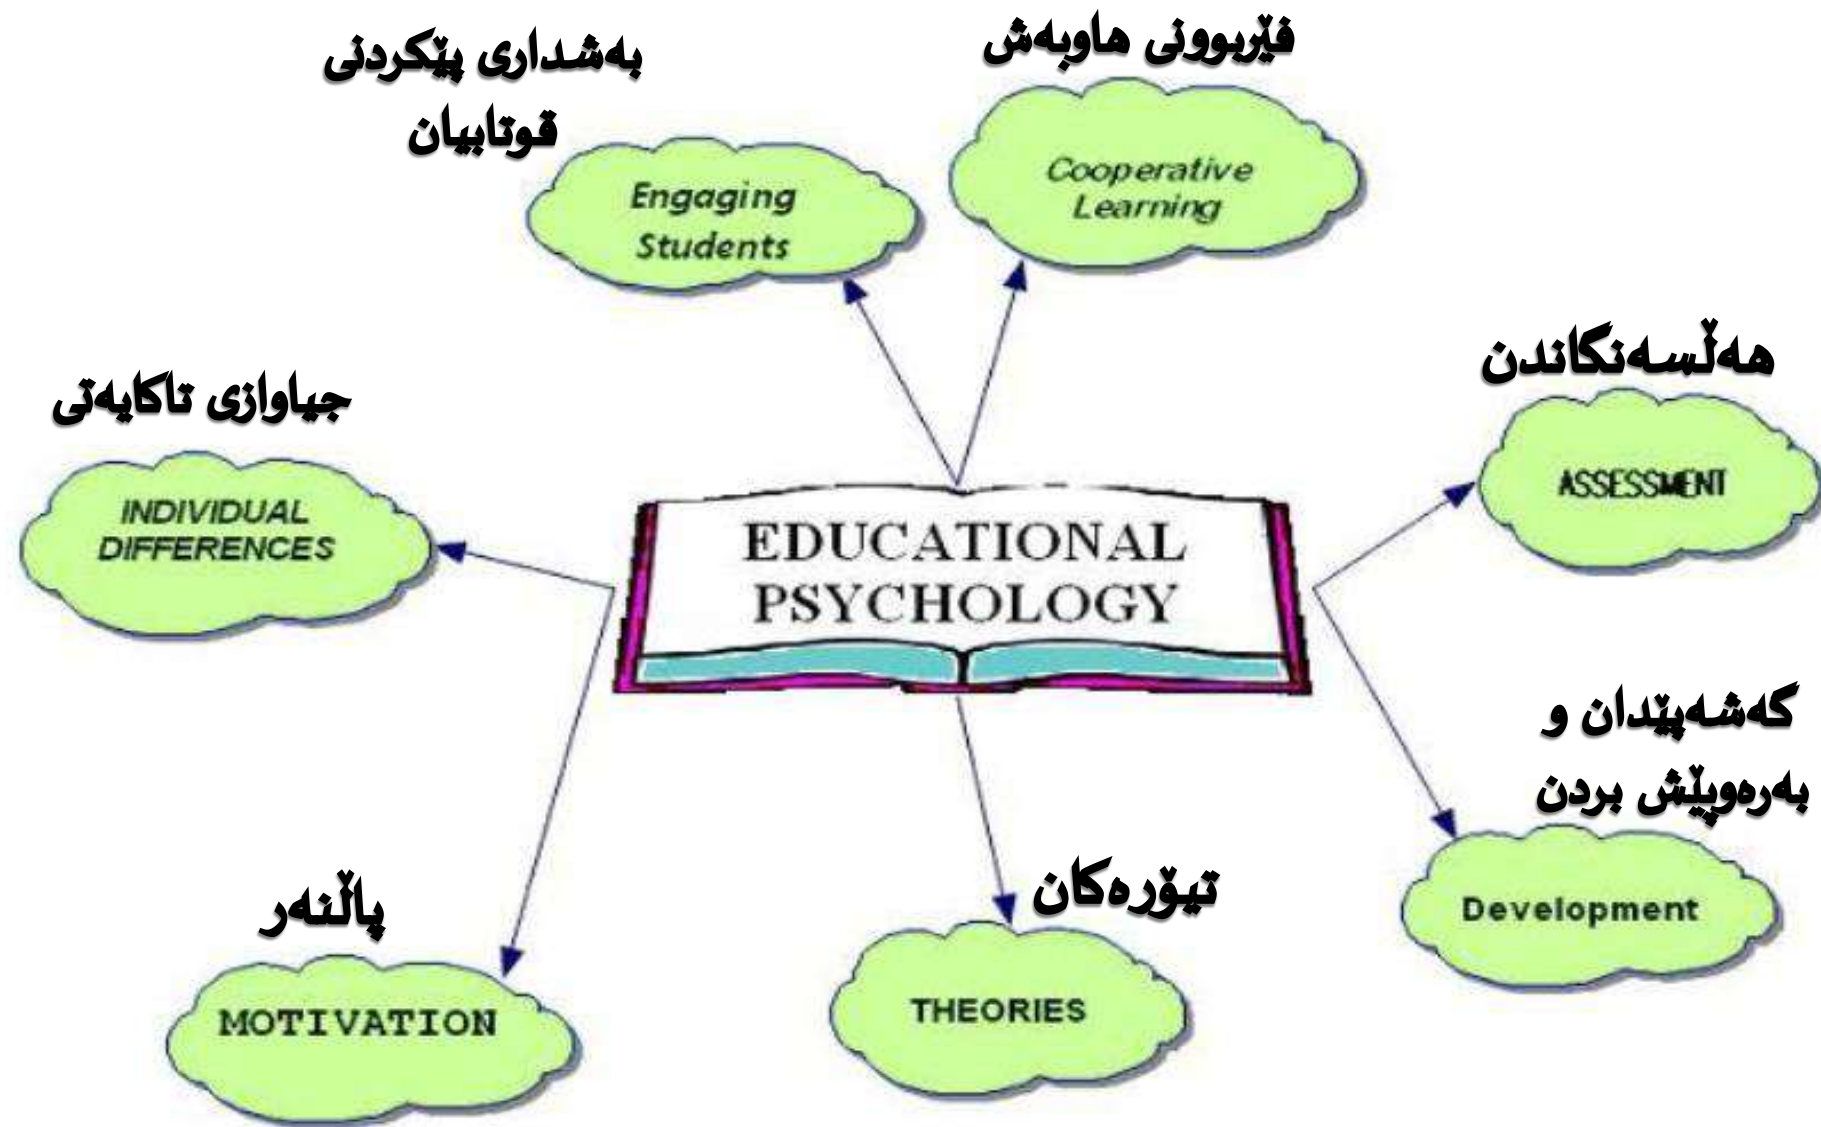 فێربوونی هاوبەش
بەشداری پێکردنی
قوتابیان
Cooperative
Learning
Engaging
Students
هەڵسەنگاندن
ASSESSMENT
جیاوازی تاکایەتی
INDIVIDUAL
DIFFERENCES
EDUCATIONAL
PSYCHOLOGY
گەشەپێدان و
بەرەوپێش بردن
Development
تیۆرەکان
THEORIES
پاڵنەر
MOTIVATION